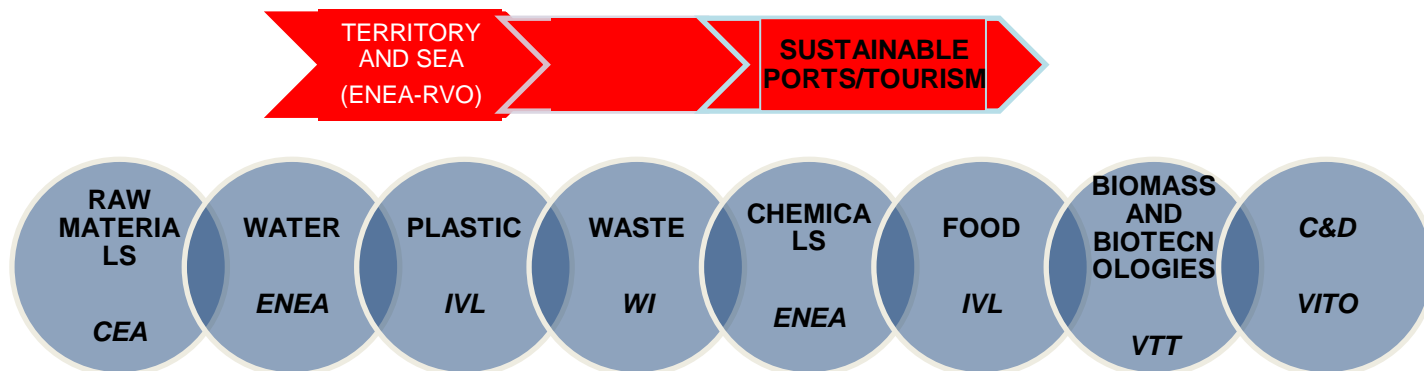 TERRITORY
AND SEA
(ENEA-RVO)
SUSTAINABLE
PORTS/TOURISM
RAW
MATERIA
LS
CEA
WATER
ENEA
PLASTIC
IVL
WASTE
WI
CHEMICA
LS
ENEA
FOOD
IVL
BIOMASS
AND
BIOTECN
OLOGIES
VTT
C&D
VITO